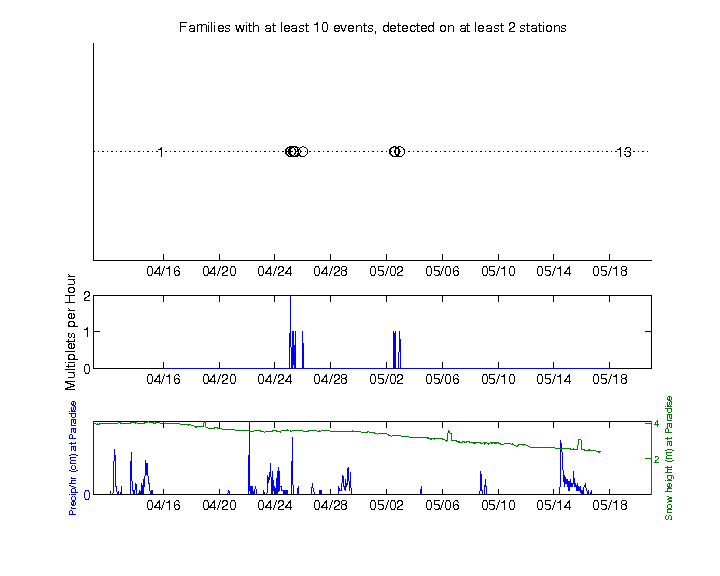 Families with at least 10 events, detected on at least 2 stations
1 13
04/16 04/20 04/24 04/28 05/02 05/06 05/10 05/14 05/18
Multiplets per Hour
2
1
0
04/16 04/20 04/24 04/28 05/02 05/06 05/10 05/14 05/18
Precip/hr (cm) at Paradise
0
4
2
Snow height (m) at Paradise
04/16 04/20 04/24 04/28 05/02 05/06 05/10 05/14 05/18